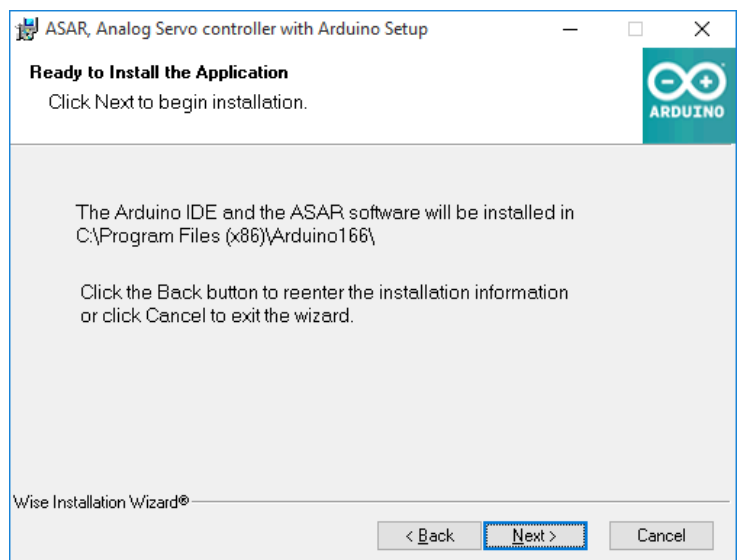 ASAR, Analog Servo controller with Arduino Setup
Ready to Install the Application
Click Next to begin installation.
ARDUINO
The Arduino IDE and the ASAR software will be installed in
C:\Program Files (x86)\Arduino166\
Click the Back button to reenter the installation information
or click Cancel to exit the wizard.
Wise Installation Wizard®
< Back
Next >
Cancel